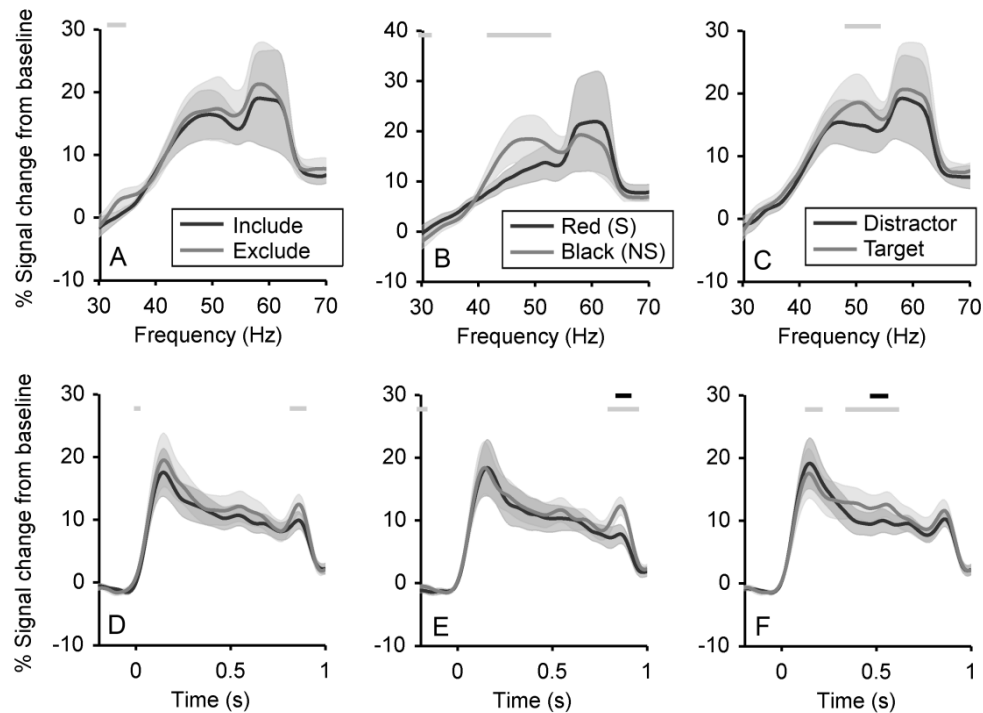 % Signal change from baseline
30
20
10
0
-10
A
Include
Exclude
30 40 50 60 70
Frequency (Hz)
40
30
20
10
0
-10
B
Red (S)
Black (NS)
30 40 50 60 70
Frequency (Hz)
30
20
10
0
-10
C
Distractor
Target
30 40 50 60 70
Frequency (Hz)
% Signal change from baseline
30
20
10
0
-10
D
0 0.5 1
Time (s)
30
20
10
0
-10
E
0 0.5 1
Time (s)
30
20
10
0
-10
F
0 0.5 1
Time (s)